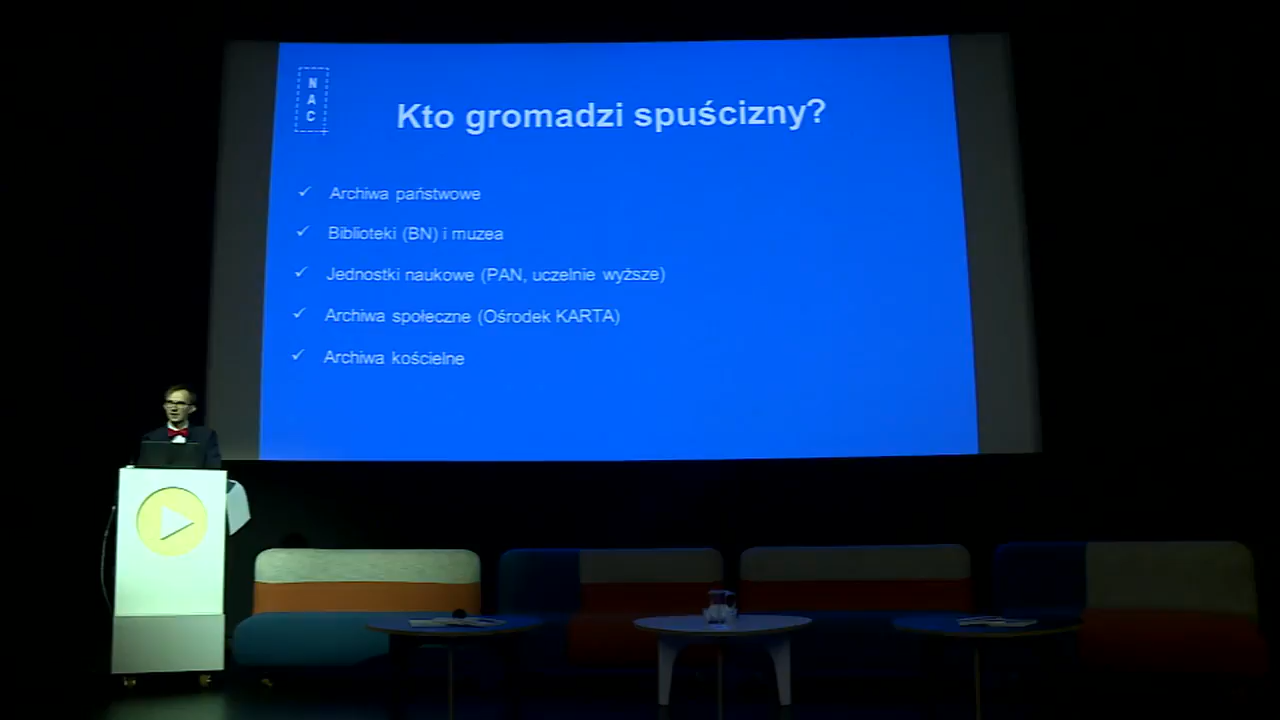 N
A
C
Kto gromadzi spuścizny?
Archiwa państwowe
Biblioteki (BN) i muzea
Jednostki naukowe (PAN, uczelnie wyższe)
Archiwa społeczne (Ośrodek KARTA)
Archiwa kościelne